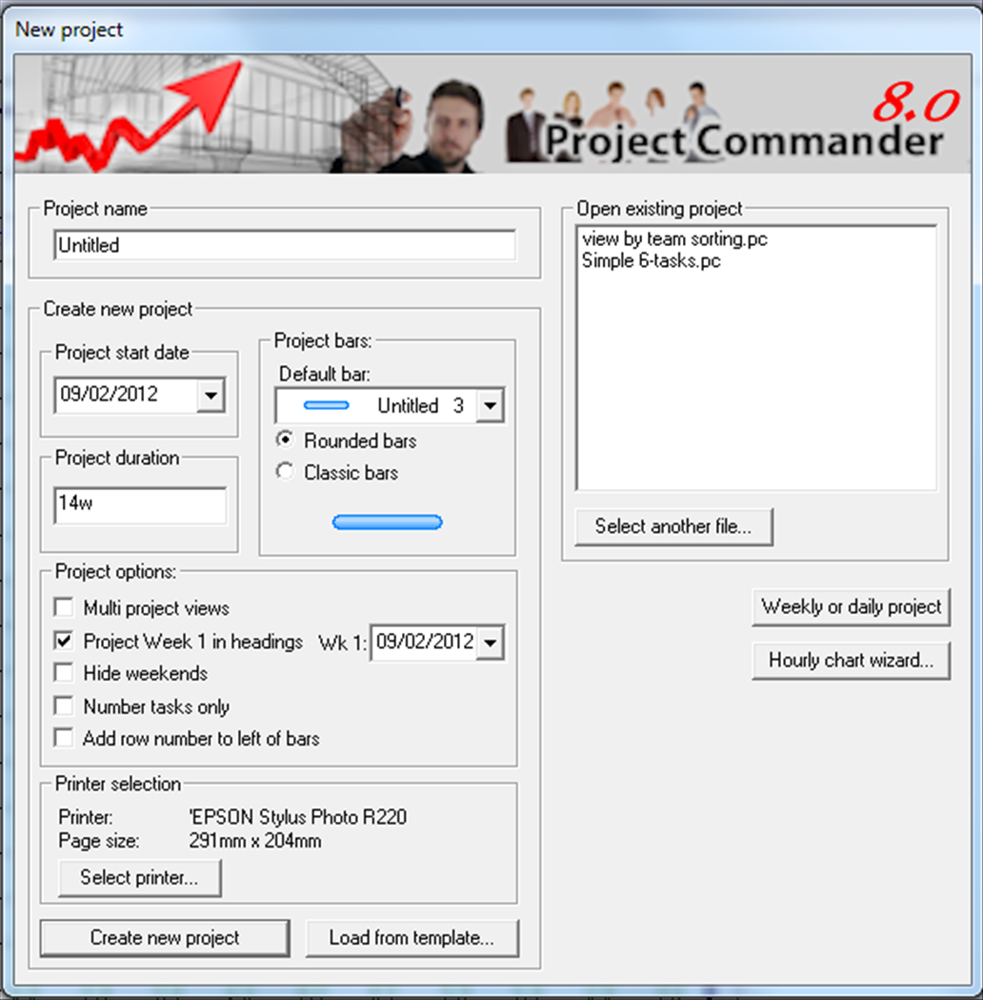 New project
8.0
Project Commander
Project name
Untitled
Create new project
Project start date
09/02/2012
Project duration
14w
Project bars:
Default bar:
Untitled 3
Rounded bars
Classic bars
Project options:
Multi project views
Project Week 1 in headings Wk 1: 09/02/2012
Hide weekends
Number tasks only
Add row number to left of bars
Printer selection
Printer: 'EPSON Stylus Photo R220
Page size: 291mm x 204mm
Select printer...
Create new project Load from template...
Open existing project
view by team sorting.pc
Simple 6-tasks.pc
Select another file...
Weekly or daily project
Hourly chart wizard...